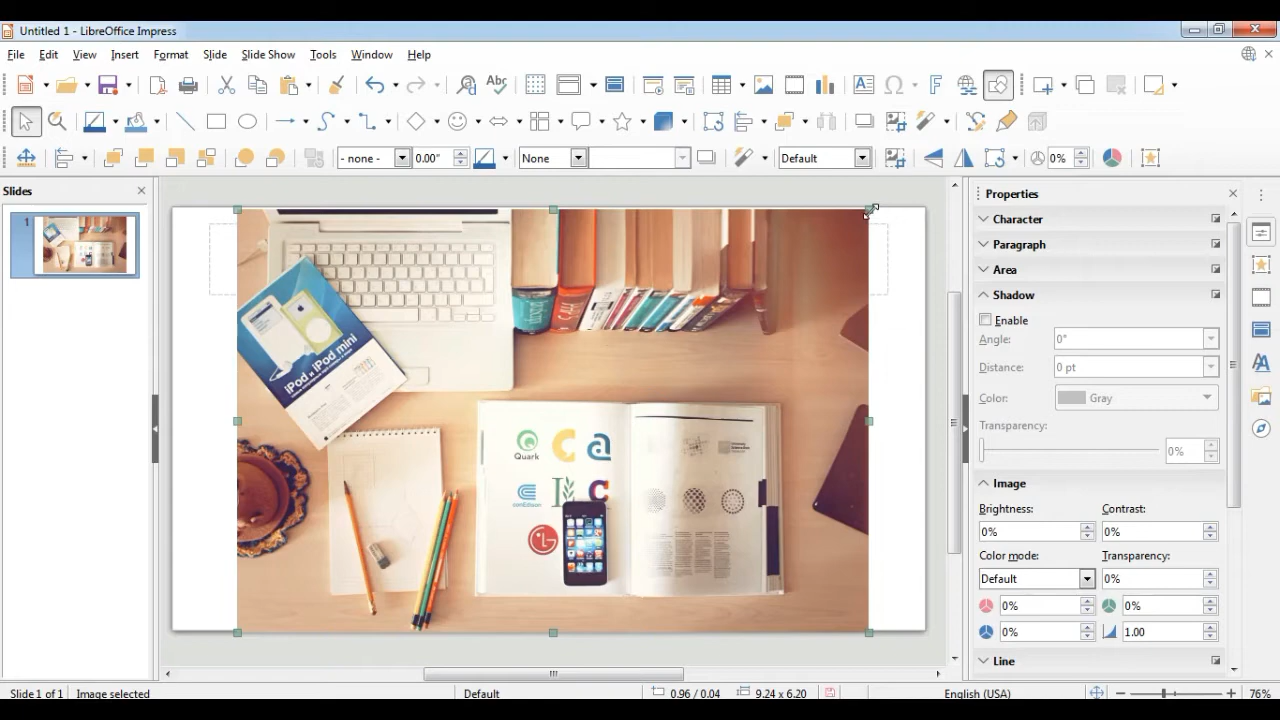 Untitled 1 - LibreOffice Impress
File Edit View Insert Format Slide Slide Show Tools Window Help
Abc
- none - 0.00" None Default 0%
Slides
1
iPod и iPod mini
Quark
Properties
Character
Paragraph
Area
Shadow
Enable
Angle: 0°
Distance: 0 pt
Color: Gray
Transparency:
0%
Image
Brightness: Contrast:
0% 0%
Color mode: Transparency:
Default 0%
0% 0%
0% 1.00
Line
Slide 1 of 1 Image selected Default 0.96 / 0.04 9.24 x 6.20 English (USA) 76%